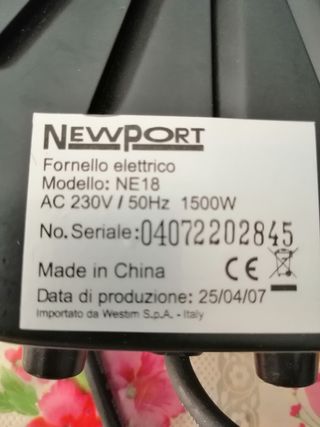 NEWPORT
Fornello elettrico
Modello: NE18
AC 230V / 50Hz 1500W
No. Seriale: 04072202845
Made in China CE
Data di produzione: 25/04/07
Importato da Westim S.p.A. - Italy